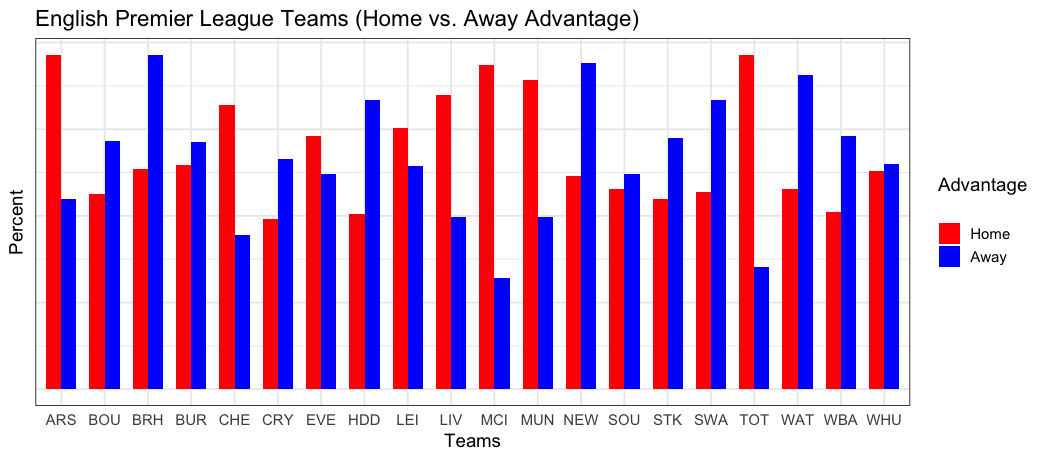 English Premier League Teams (Home vs. Away Advantage)
Percent
Advantage
Home
Away
ARS BOU BRH BUR CHE CRY EVE HDD LEI LIV MCI MUN NEW SOU STK SWA TOT WAT WBA WHU
Teams